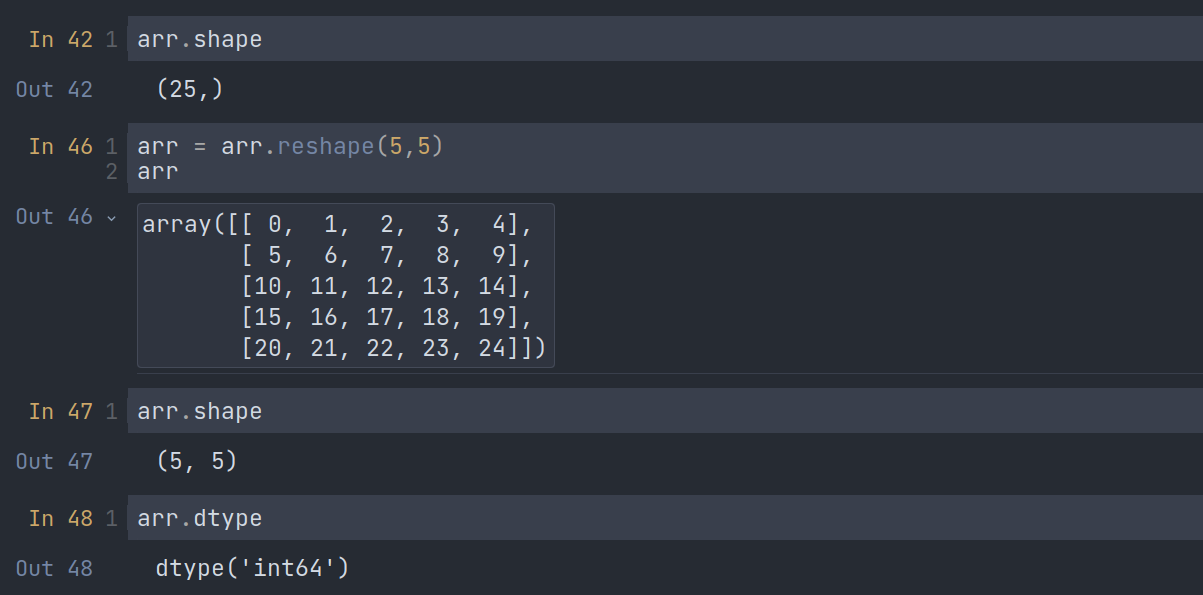 In 42 1 arr.shape
Out 42 (25,)
In 46 1 arr = arr.reshape(5,5)
2 arr
Out 46 array([[ 0,  1,  2,  3,  4],
[ 5,  6,  7,  8,  9],
[10, 11, 12, 13, 14],
[15, 16, 17, 18, 19],
[20, 21, 22, 23, 24]])
In 47 1 arr.shape
Out 47 (5, 5)
In 48 1 arr.dtype
Out 48 dtype('int64')